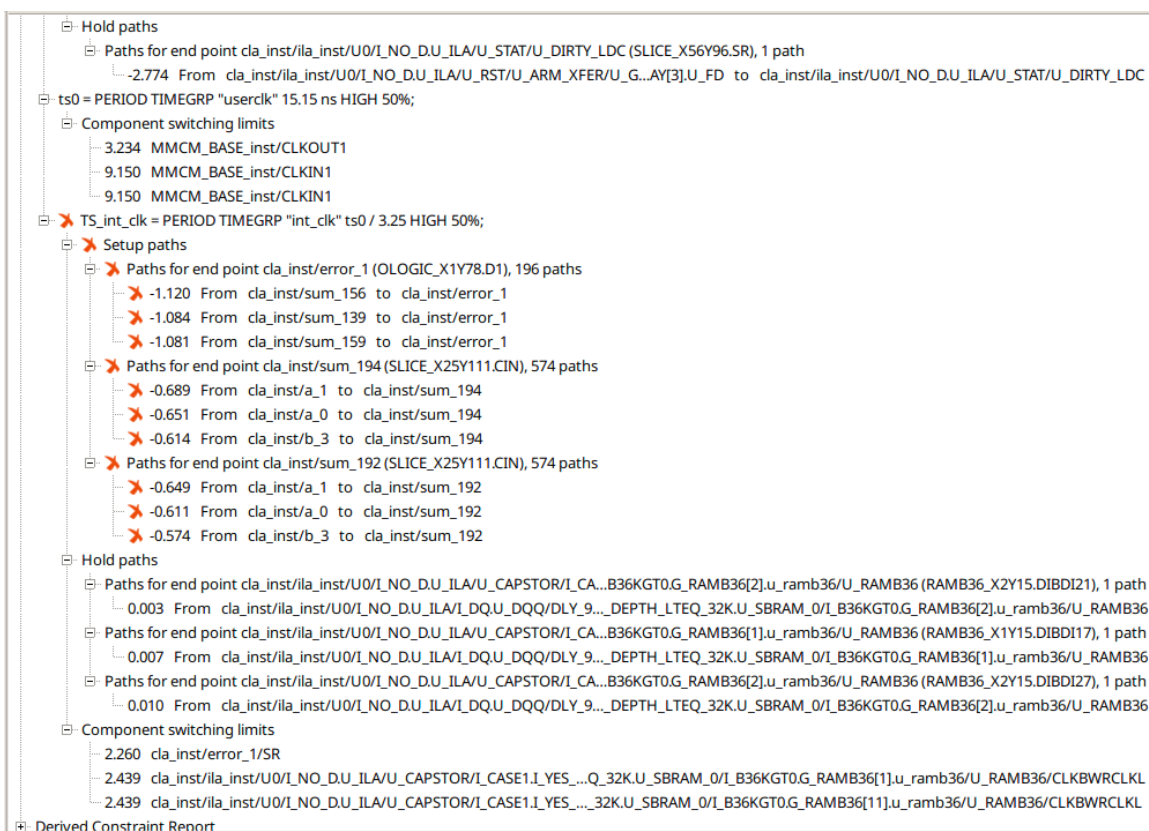 Hold paths
Paths for end point cla_inst/ila_inst/U0/I_NO_D.U_ILA/U_STAT/U_DIRTY_LDC (SLICE_X56Y96.SR), 1 path
-2.774 From cla_inst/ila_inst/U0/I_NO_D.U_ILA/U_RST/U_ARM_XFER/U_G...AY[3].U_FD to cla_inst/ila_inst/U0/I_NO_D.U_ILA/U_STAT/U_DIRTY_LDC
ts0 = PERIOD TIMEGRP "userclk" 15.15 ns HIGH 50%;
Component switching limits
3.234 MMCM_BASE_inst/CLKOUT1
9.150 MMCM_BASE_inst/CLKIN1
9.150 MMCM_BASE_inst/CLKIN1
TS_int_clk = PERIOD TIMEGRP "int_clk" ts0 / 3.25 HIGH 50%;
Setup paths
Paths for end point cla_inst/error_1 (OLOGIC_X1Y78.D1), 196 paths
-1.120 From cla_inst/sum_156 to cla_inst/error_1
-1.084 From cla_inst/sum_139 to cla_inst/error_1
-1.081 From cla_inst/sum_159 to cla_inst/error_1
Paths for end point cla_inst/sum_194 (SLICE_X25Y111.CIN), 574 paths
-0.689 From cla_inst/a_1 to cla_inst/sum_194
-0.651 From cla_inst/a_0 to cla_inst/sum_194
-0.614 From cla_inst/b_3 to cla_inst/sum_194
Paths for end point cla_inst/sum_192 (SLICE_X25Y111.CIN), 574 paths
-0.649 From cla_inst/a_1 to cla_inst/sum_192
-0.611 From cla_inst/a_0 to cla_inst/sum_192
-0.574 From cla_inst/b_3 to cla_inst/sum_192
Hold paths
Paths for end point cla_inst/ila_inst/U0/I_NO_D.U_ILA/U_CAPSTOR/I_CA...B36KGT0.G_RAMB36[2].u_ramb36/U_RAMB36 (RAMB36_X2Y15.DIBDI21), 1 path
0.003 From cla_inst/ila_inst/U0/I_NO_D.U_ILA/I_DQ.U_DQQ/DLY_9..._DEPTH_LTEQ_32K.U_SBRAM_0/I_B36KGT0.G_RAMB36[2].u_ramb36/U_RAMB36
Paths for end point cla_inst/ila_inst/U0/I_NO_D.U_ILA/U_CAPSTOR/I_CA...B36KGT0.G_RAMB36[1].u_ramb36/U_RAMB36 (RAMB36_X1Y15.DIBDI17), 1 path
0.007 From cla_inst/ila_inst/U0/I_NO_D.U_ILA/I_DQ.U_DQQ/DLY_9..._DEPTH_LTEQ_32K.U_SBRAM_0/I_B36KGT0.G_RAMB36[1].u_ramb36/U_RAMB36
Paths for end point cla_inst/ila_inst/U0/I_NO_D.U_ILA/U_CAPSTOR/I_CA...B36KGT0.G_RAMB36[2].u_ramb36/U_RAMB36 (RAMB36_X2Y15.DIBDI27), 1 path
0.010 From cla_inst/ila_inst/U0/I_NO_D.U_ILA/I_DQ.U_DQQ/DLY_9..._DEPTH_LTEQ_32K.U_SBRAM_0/I_B36KGT0.G_RAMB36[2].u_ramb36/U_RAMB36
Component switching limits
2.260 cla_inst/error_1/SR
2.439 cla_inst/ila_inst/U0/I_NO_D.U_ILA/U_CAPSTOR/I_CASE1.I_YES_...Q_32K.U_SBRAM_0/I_B36KGT0.G_RAMB36[1].u_ramb36/U_RAMB36/CLKBWRCLKL
2.439 cla_inst/ila_inst/U0/I_NO_D.U_ILA/U_CAPSTOR/I_CASE1.I_YES_..._32K.U_SBRAM_0/I_B36KGT0.G_RAMB36[11].u_ramb36/U_RAMB36/CLKBWRCLKL
Derived Constraint Report